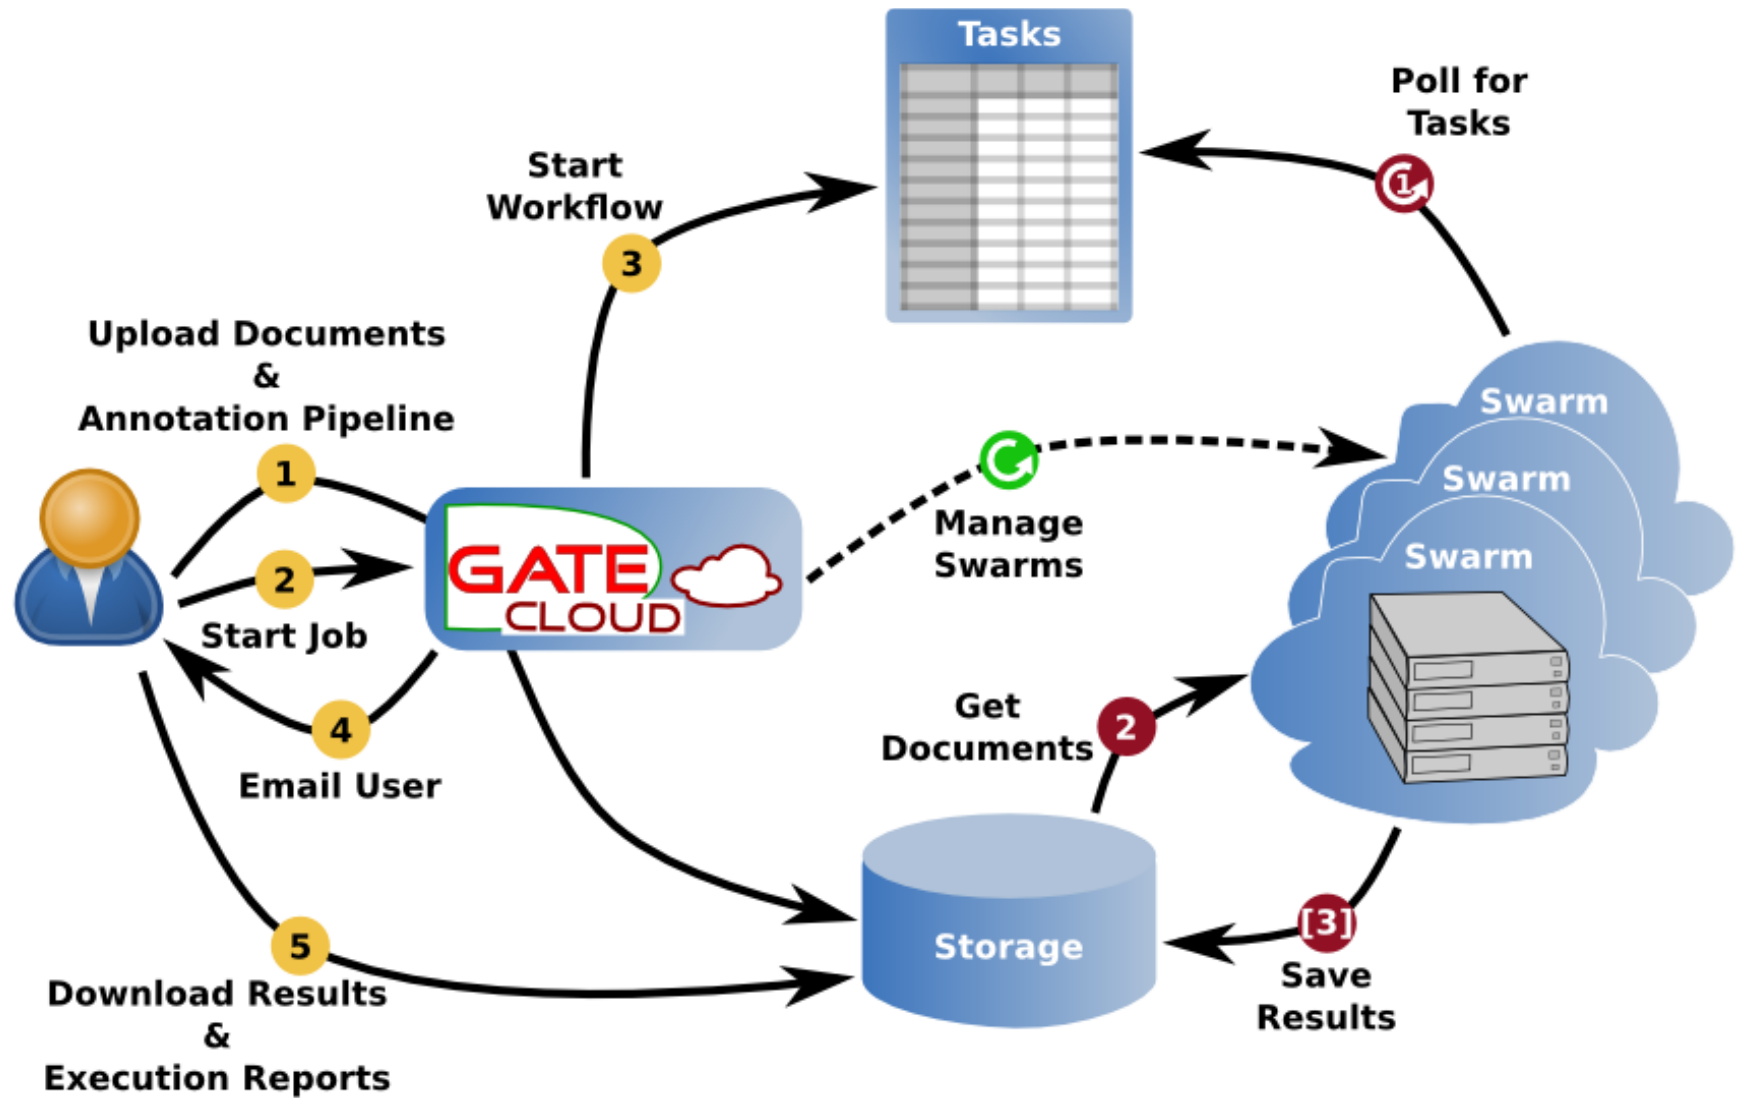 Tasks
Poll for
Tasks
1
Start
Workflow
3
Upload Documents
&
Annotation Pipeline
1
2
Start Job
4
Email User
GATE
CLOUD
Manage
Swarms
Swarm
Swarm
Swarm
Get
Documents
2
Storage
[3]
Save
Results
5
Download Results
&
Execution Reports